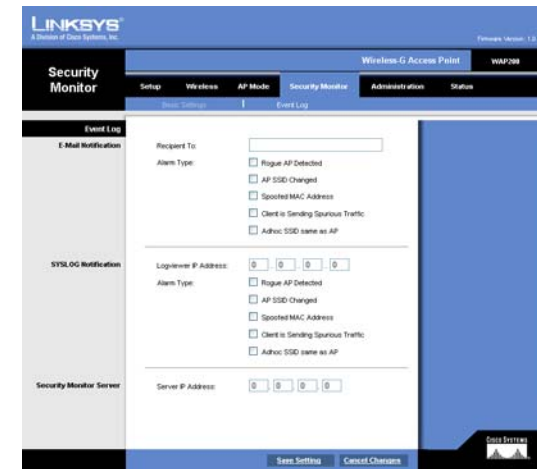 LINKSYS®
A Division of Cisco Systems, Inc.
Firmware Version: 1.0
Wireless-G Access Point WAP200
Security Monitor
Setup Wireless AP Mode Security Monitor Administration Status
Basic Settings | Event Log
Event Log
E-Mail Notification
Recipient To:
Alarm Type:
Rogue AP Detected
AP SSID Changed
Spoofed MAC Address
Client is Sending Spurious Traffic
Adhoc SSID same as AP
SYSLOG Notification
Logviewer IP Address: 0 . 0 . 0 . 0
Alarm Type:
Rogue AP Detected
AP SSID Changed
Spoofed MAC Address
Client is Sending Spurious Traffic
Adhoc SSID same as AP
Security Monitor Server
Server IP Address: 0 . 0 . 0 . 0
Save Setting Cancel Changes
CISCO SYSTEMS